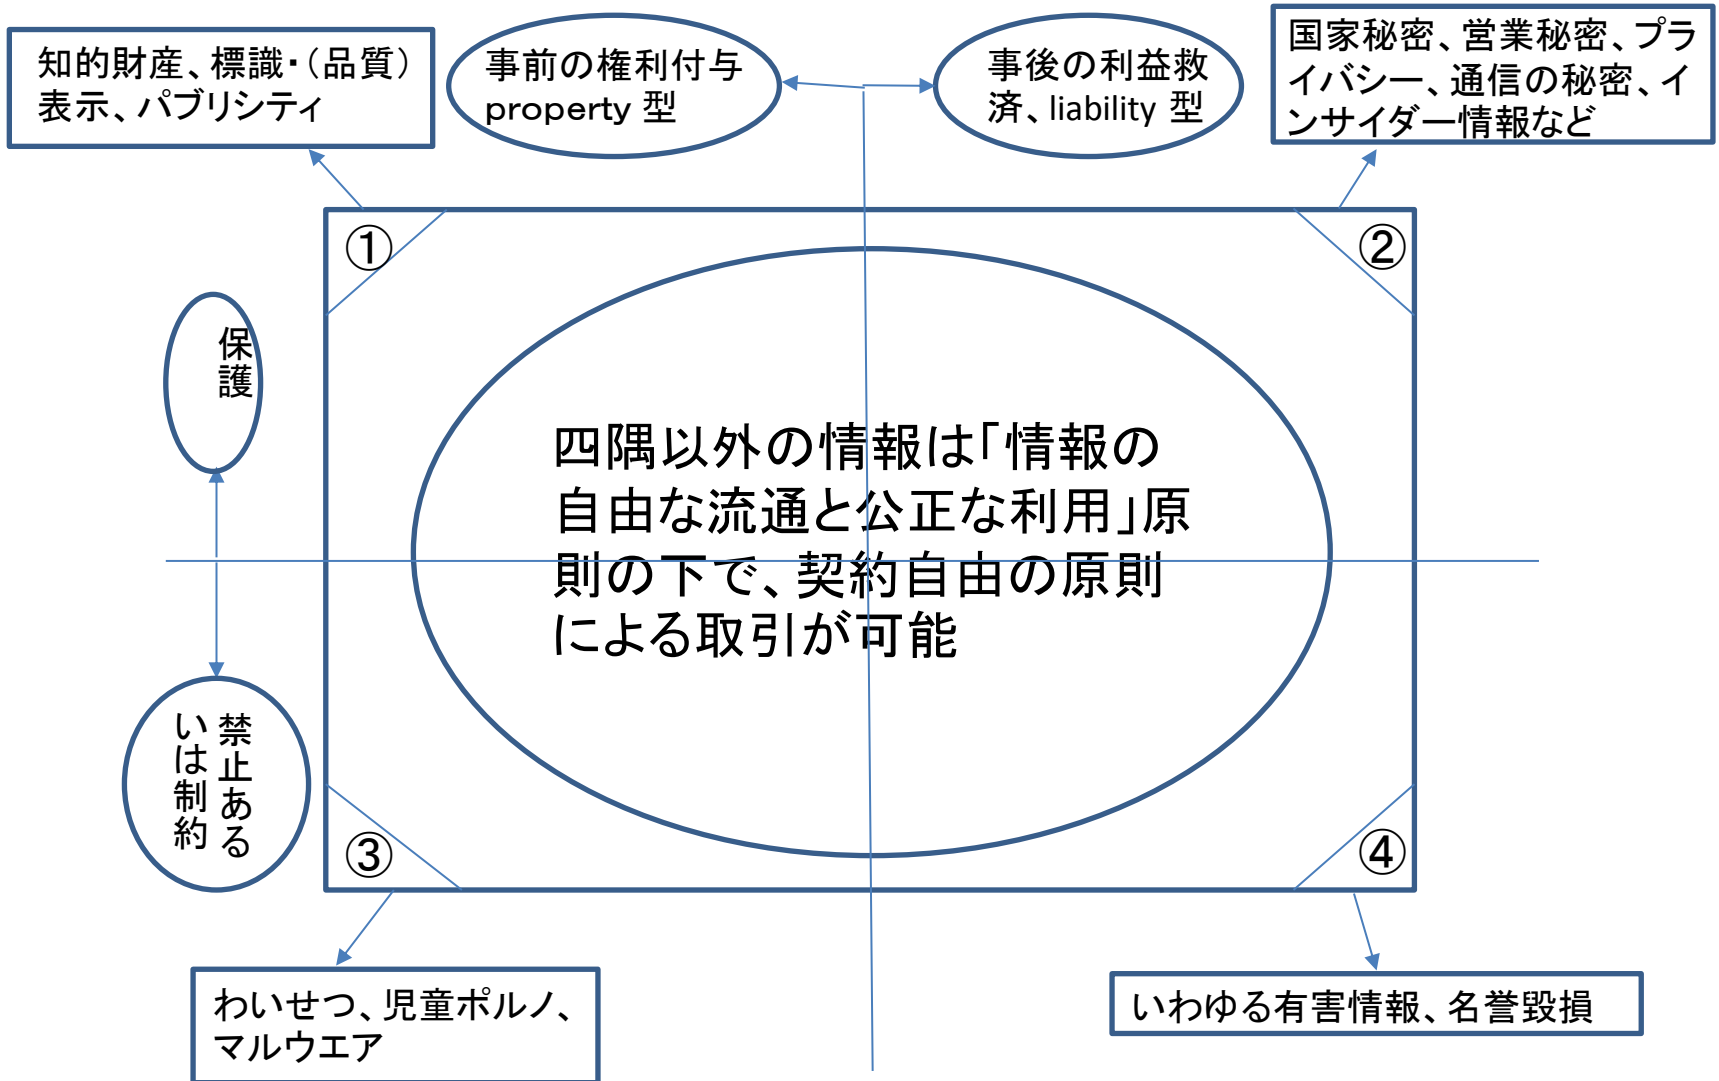 知的財産、標識・（品質）
表示、パブリシティ
事前の権利付与
property 型
事後の利益救
済、liability 型
国家秘密、営業秘密、プラ
イバシー、通信の秘密、イ
ンサイダー情報など
①
②
保護
四隅以外の情報は「情報の
自由な流通と公正な利用」原
則の下で、契約自由の原則
による取引が可能
禁止ある
いは制約
③
④
わいせつ、児童ポルノ、
マルウエア
いわゆる有害情報、名誉毀損